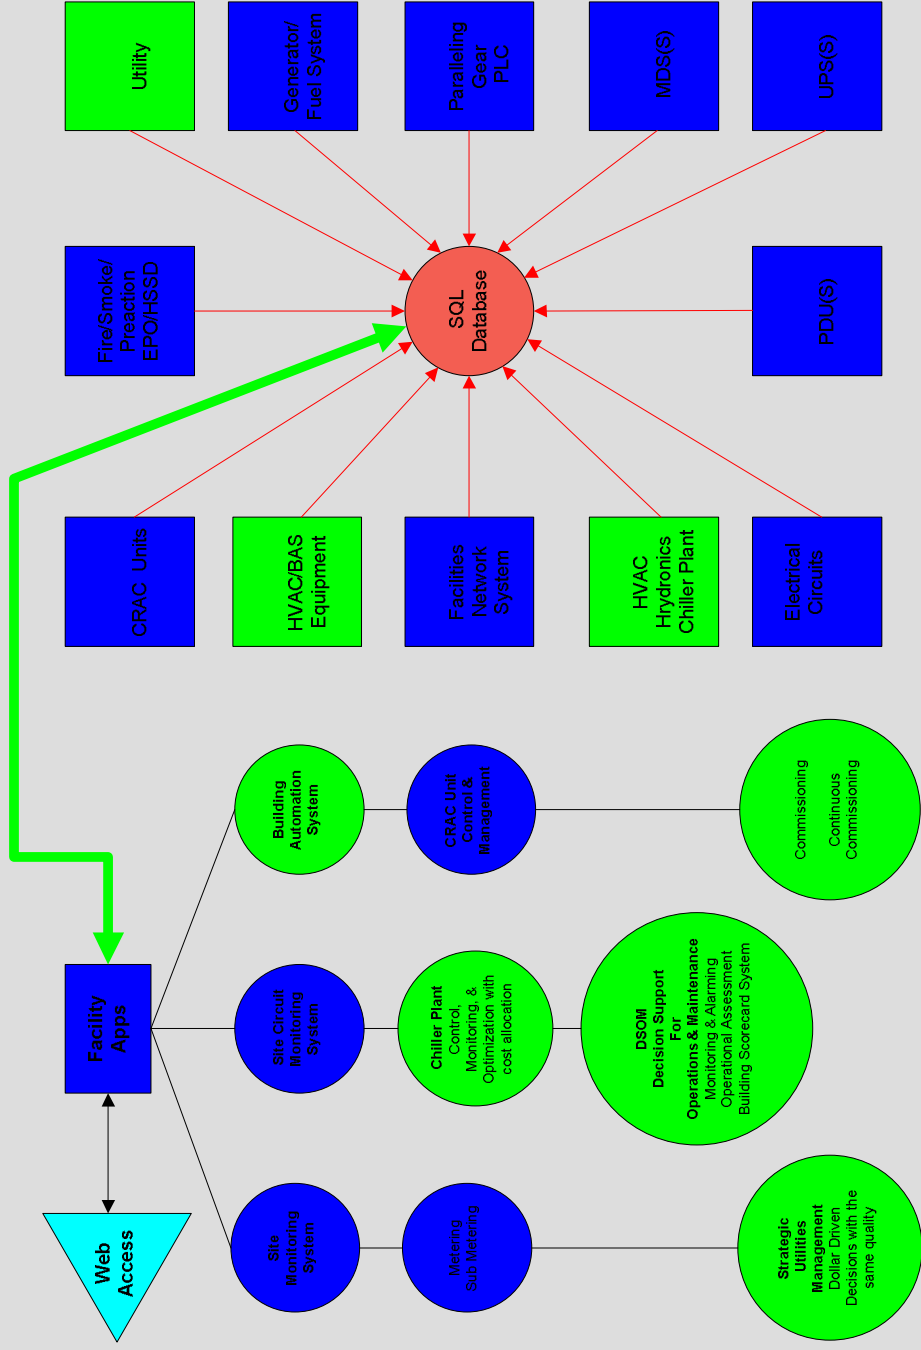 Web
Access
Facility
Apps
CRAC Units
Fire/Smoke/
Preaction
EPO/HSSD
Utility
Site
Monitoring
System
Site Circuit
Monitoring
System
Building
Automation
System
HVAC/BAS
Equipment
Generator/
Fuel System
Metering
Sub Metering
Chiller Plant
Control,
Monitoring, &
Optimization with
cost allocation
CRAC Unit
Control &
Management
Facilities
Network
System
SQL
Database
Paralleling
Gear
PLC
DSOM
Decision Support
For
Operations & Maintenance
Monitoring & Alarming
Operational Assessment
Building Scorecard System
HVAC
Hrydronics
Chiller Plant
MDS(S)
Strategic
Utilities
Management
Dollar Driven
Decisions with the
same quality
Commissioning
Continuous
Commissioning
Electrical
Circuits
PDU(S)
UPS(S)